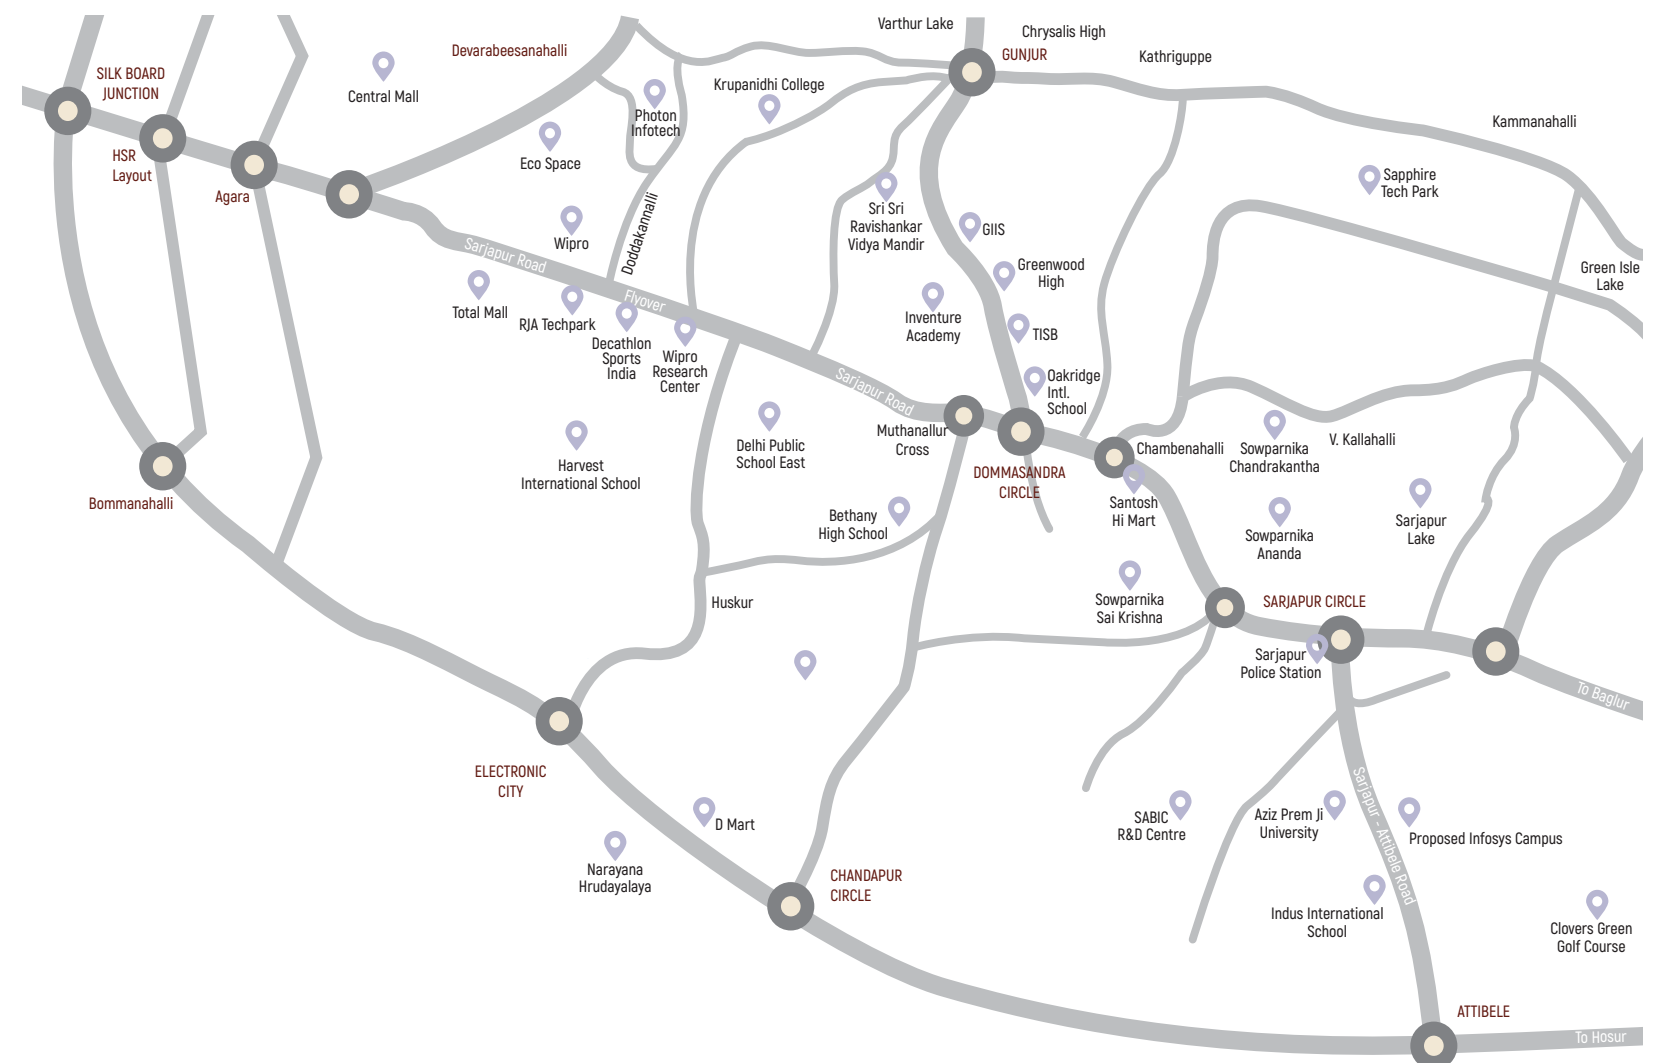 Varthur Lake
Chrysalis High
GUNJUR
Kathriguppe
Devarabeesanahalli
SILK BOARD
JUNCTION
Central Mall
Krupanidhi College
Photon
Infotech
Kammanahalli
HSR
Layout
Eco Space
Agara
Sapphire
Tech Park
Sri Sri
Ravishankar
Vidya Mandir
Doddakannalli
GIIS
Wipro
Sarjapur Road
Greenwood
High
Green Isle
Lake
Total Mall
RJA Techpark
Flyover
Decathlon
Sports
India
Wipro
Research
Center
Inventure
Academy
TISB
Sarjapur Road
Oakridge
Intl.
School
Muthanallur
Cross
Delhi Public
School East
Chambenahalli
Sowparnika
Chandrakantha
V. Kallahalli
Harvest
International School
DOMMASANDRA
CIRCLE
Santosh
Hi Mart
Bommanahalli
Bethany
High School
Sowparnika
Ananda
Sarjapur
Lake
Huskur
Sowparnika
Sai Krishna
SARJAPUR CIRCLE
Sarjapur
Police Station
To Baglur
ELECTRONIC
CITY
D Mart
SABIC
R&D Centre
Aziz Prem Ji
University
Sarjapur - Attibele Road
Proposed Infosys Campus
Narayana
Hrudayalaya
CHANDAPUR
CIRCLE
Indus International
School
Clovers Green
Golf Course
ATTIBELE
To Hosur